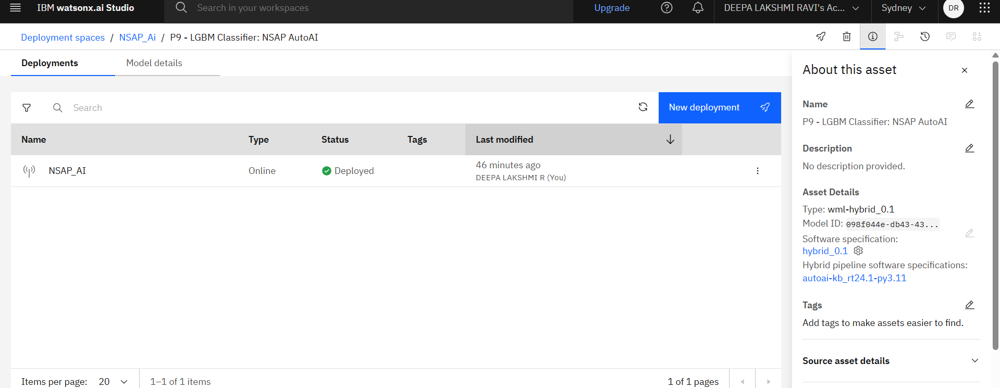 IBM watsonx.ai Studio
Search in your workspaces
Upgrade
DEEPA LAKSHMI RAVI's Ac...
Sydney
DR
Deployment spaces / NSAP_Ai / P9 - LGBM Classifier: NSAP AutoAI
Deployments
Model details
Search
New deployment
Name Type Status Tags Last modified
NSAP_AI Online Deployed 46 minutes ago
DEEPA LAKSHMI R (You)
Items per page: 20
1–1 of 1 items
1 of 1 pages
About this asset
Name
P9 - LGBM Classifier: NSAP AutoAI
Description
No description provided.
Asset Details
Type: wml-hybrid_0.1
Model ID: 098f044e-db43-43...
Software specification:
hybrid_0.1
Hybrid pipeline software specifications:
autoai-kb_rt24.1-py3.11
Tags
Add tags to make assets easier to find.
Source asset details